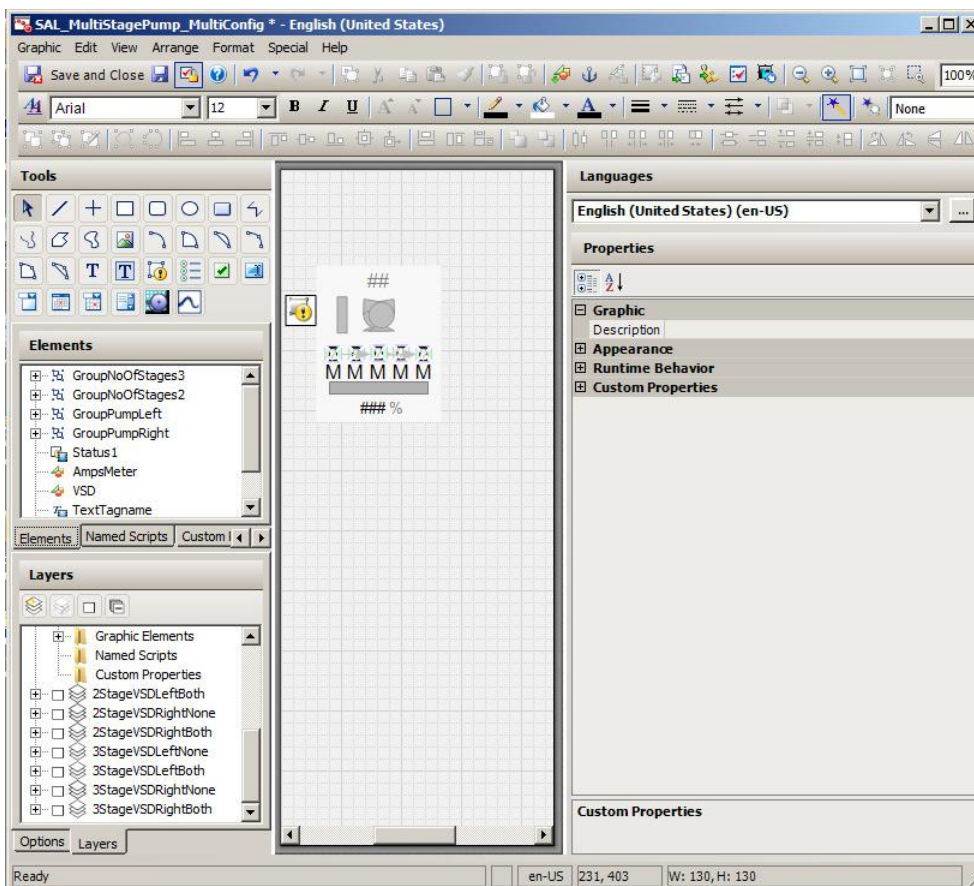 SAL_MultiStagePump_MultiConfig * - English (United States)
Graphic Edit View Arrange Format Special Help
Save and Close 100%
Arial 12 B I U A A A None
Tools
T T
Elements
GroupNoOfStages3
GroupNoOfStages2
GroupPumpLeft
GroupPumpRight
Status1
AmpsMeter
VSD
TextTagname
Elements Named Scripts Custom
Layers
Graphic Elements
Named Scripts
Custom Properties
2StageVSDLeftBoth
2StageVSDRightNone
2StageVSDRightBoth
3StageVSDLeftNone
3StageVSDLeftBoth
3StageVSDRightNone
3StageVSDRightBoth
Options Layers
##
M M M M M
### %
Languages
English (United States) (en-US) ...
Properties
A Z
Graphic
Description
Appearance
Runtime Behavior
Custom Properties
Custom Properties
Ready en-US 231, 403 W: 130, H: 130